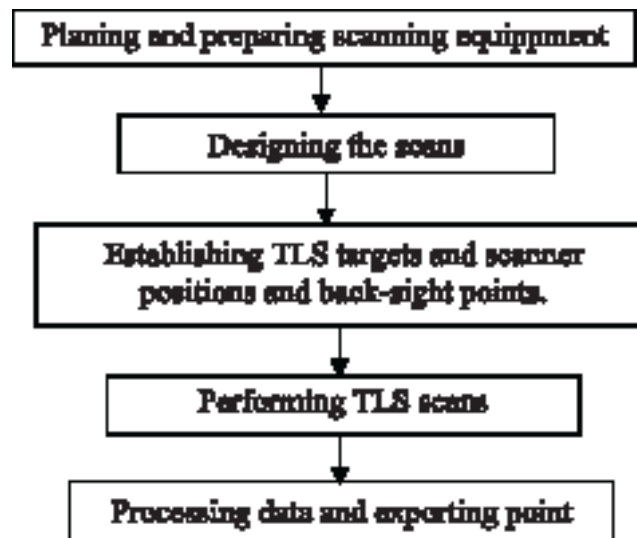 Planing and preparing scanning equippment
Designing the scans
Establishing TLS targets and scanner
positions and back-sight points.
Performing TLS scans
Processing data and exporting point